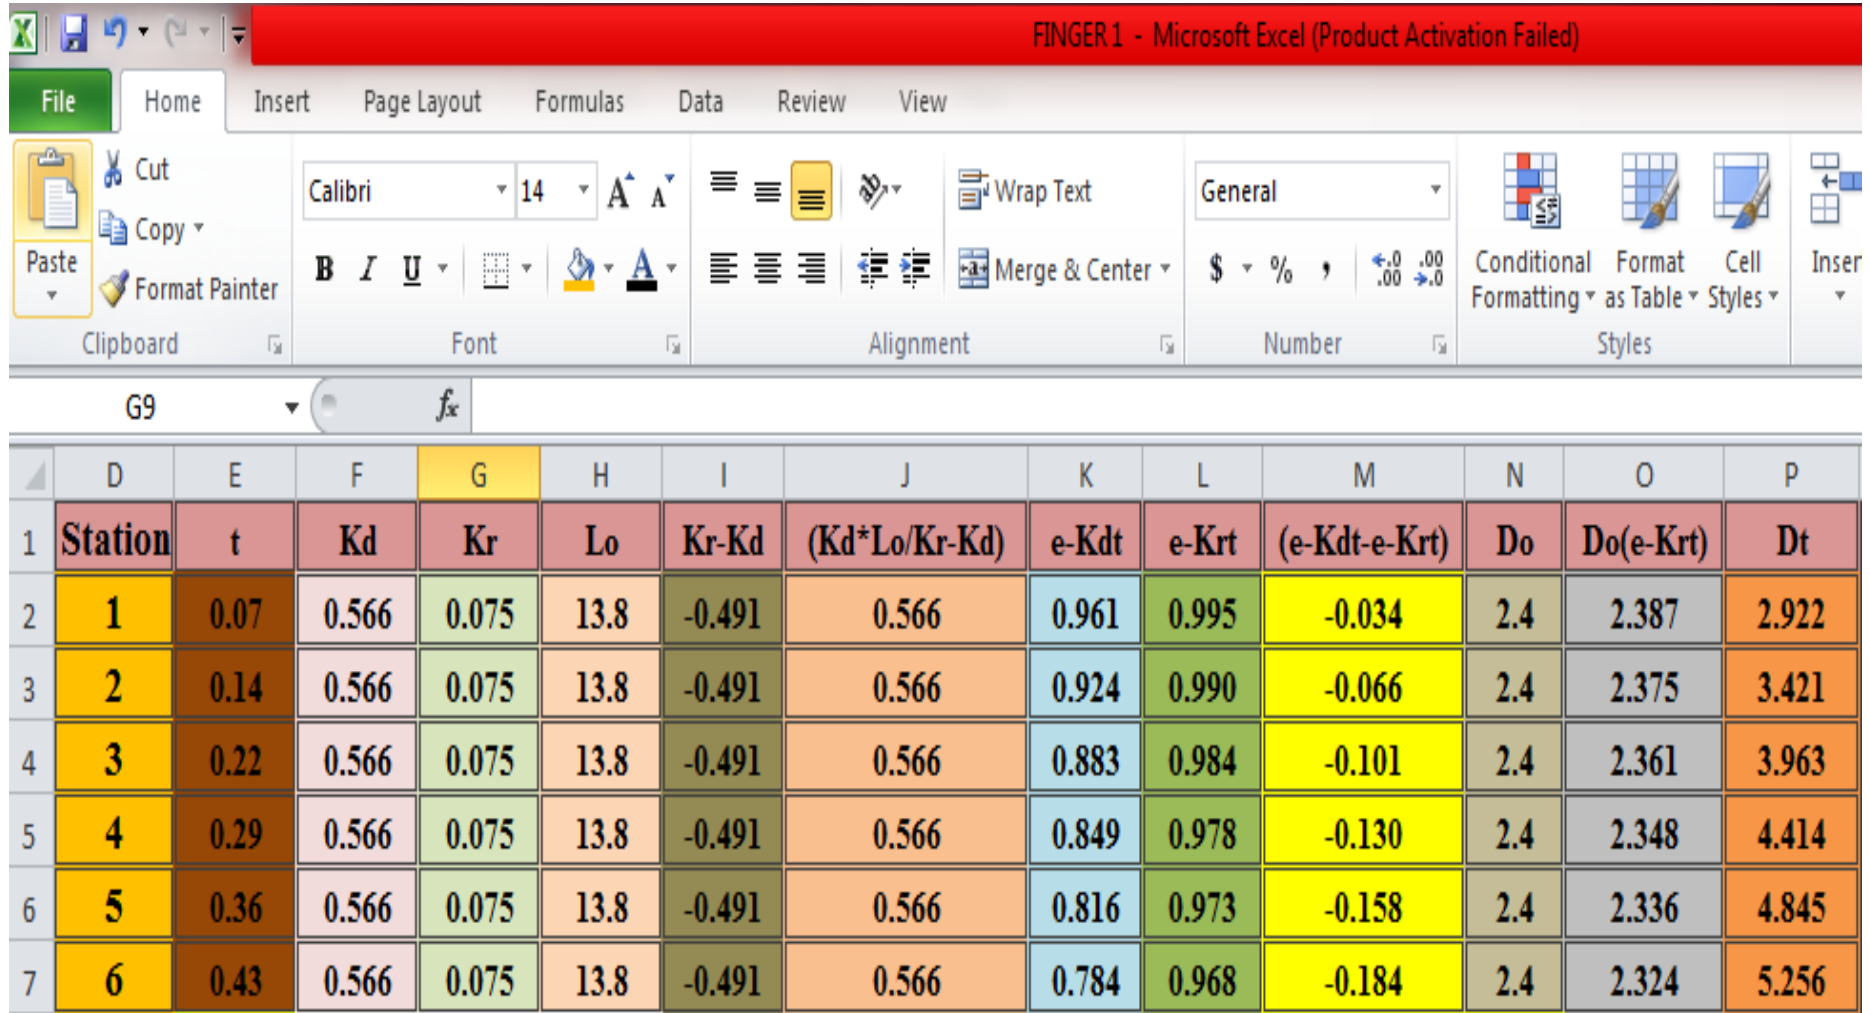 FINGER 1 - Microsoft Excel (Product Activation Failed)
File Home Insert Page Layout Formulas Data Review View
Cut
Copy
Format Painter
Paste
Clipboard
Calibri 14 A A
B I U A
Font
Wrap Text
Merge & Center
Alignment
General
$ % , .0 .00 .00 .0
Number
Conditional Formatting
Format as Table
Cell Styles
Styles
Inser
G9 fx
D E F G H I J K L M N O P
1 Station t Kd Kr Lo Kr-Kd (Kd*Lo/Kr-Kd) e-Kdt e-Krt (e-Kdt-e-Krt) Do Do(e-Krt) Dt
2 1 0.07 0.566 0.075 13.8 -0.491 0.566 0.961 0.995 -0.034 2.4 2.387 2.922
3 2 0.14 0.566 0.075 13.8 -0.491 0.566 0.924 0.990 -0.066 2.4 2.375 3.421
4 3 0.22 0.566 0.075 13.8 -0.491 0.566 0.883 0.984 -0.101 2.4 2.361 3.963
5 4 0.29 0.566 0.075 13.8 -0.491 0.566 0.849 0.978 -0.130 2.4 2.348 4.414
6 5 0.36 0.566 0.075 13.8 -0.491 0.566 0.816 0.973 -0.158 2.4 2.336 4.845
7 6 0.43 0.566 0.075 13.8 -0.491 0.566 0.784 0.968 -0.184 2.4 2.324 5.256